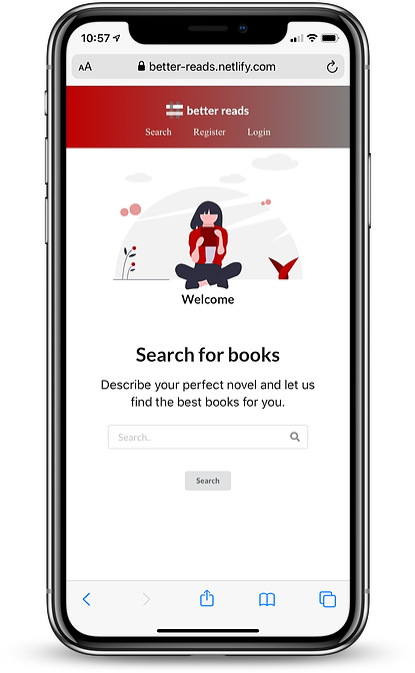 10:57
AA better-reads.netlify.com
better reads
Search Register Login
Welcome
Search for books
Describe your perfect novel and let us
find the best books for you.
Search..
Search